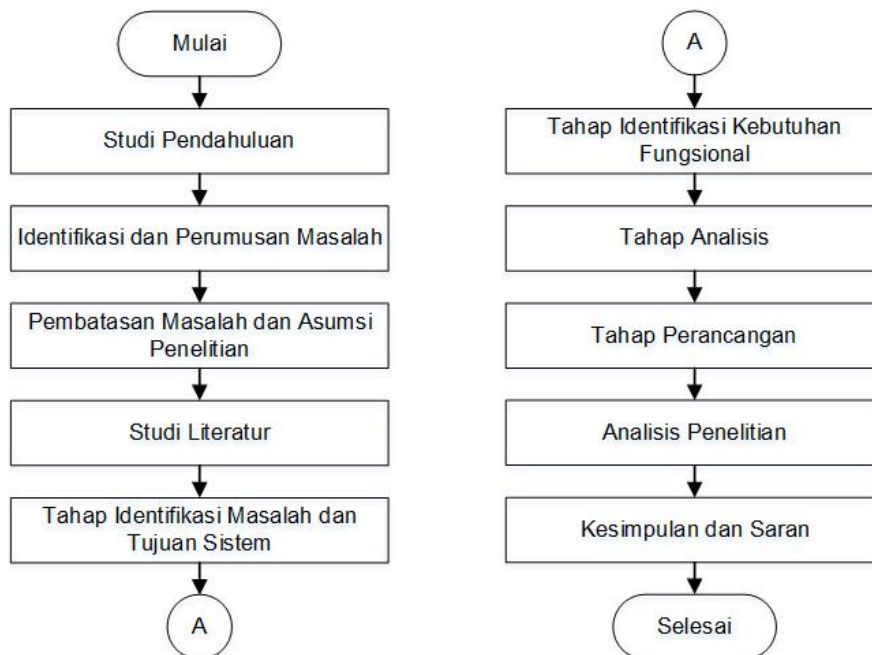 Mulai
Studi Pendahuluan
Identifikasi dan Perumusan Masalah
Pembatasan Masalah dan Asumsi
Penelitian
Studi Literatur
Tahap Identifikasi Masalah dan
Tujuan Sistem
A
A
Tahap Identifikasi Kebutuhan
Fungsional
Tahap Analisis
Tahap Perancangan
Analisis Penelitian
Kesimpulan dan Saran
Selesai